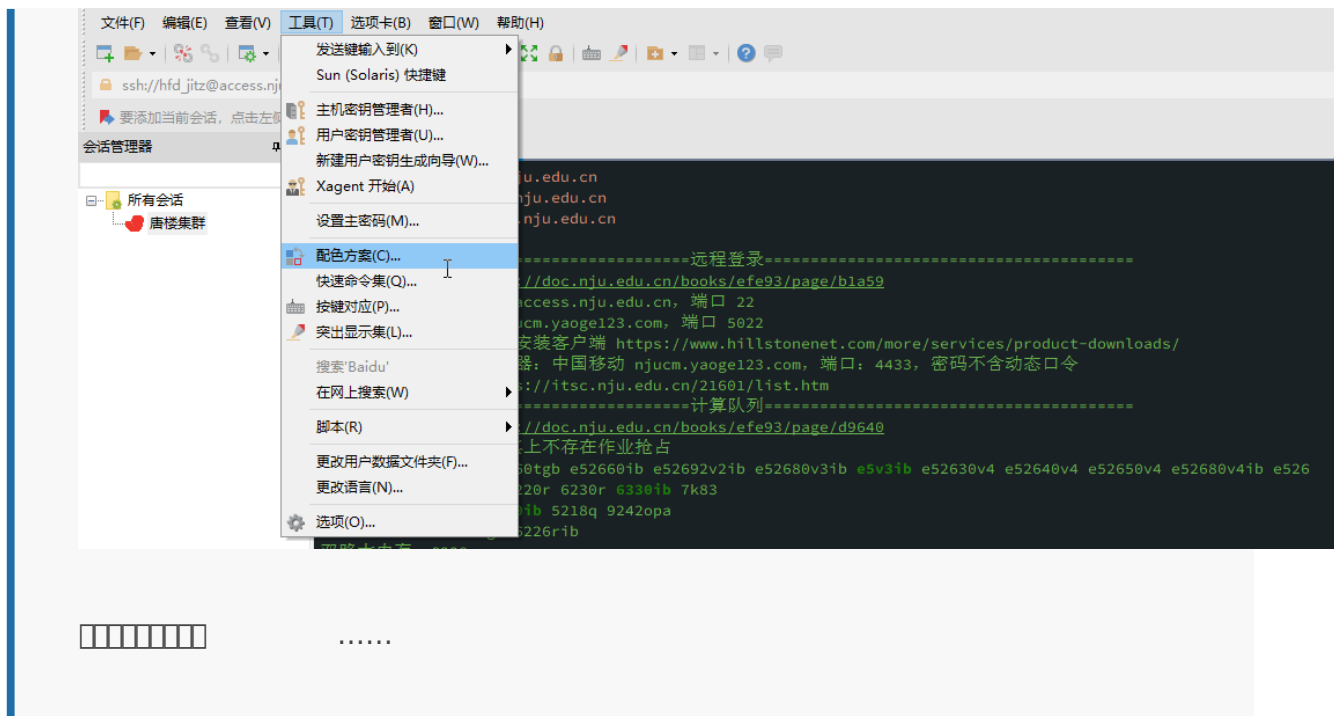 文件(F) 编辑(E) 查看(V) 工具(T) 选项卡(B) 窗口(W) 帮助(H)
ssh://hfd_jitz@access.nj
要添加当前会话，点击左侧
会话管理器
所有会话
唐楼集群
发送键输入到(K)
Sun (Solaris) 快捷键
主机密钥管理者(H)...
用户密钥管理者(U)...
新建用户密钥生成向导(W)...
Xagent 开始(A)
设置主密码(M)...
配色方案(C)...
快速命令集(Q)...
按键对应(P)...
突出显示集(L)...
搜索'Baidu'
在网上搜索(W)
脚本(R)
更改用户数据文件夹(F)...
更改语言(N)...
选项(O)...
ju.edu.cn
nju.edu.cn
.nju.edu.cn
===================远程登录======================================
://doc.nju.edu.cn/books/efe93/page/b1a59
access.nju.edu.cn，端口 22
ucm.yaoge123.com，端口 5022
安装客户端 https://www.hillstonenet.com/more/services/product-downloads/
器：中国移动 njucm.yaoge123.com，端口：4433，密码不含动态口令
s://itsc.nju.edu.cn/21601/list.htm
===================计算队列======================================
://doc.nju.edu.cn/books/efe93/page/d9640
上不存在作业抢占
60tgb e52660ib e52692v2ib e52680v3ib e5v3ib e52630v4 e52640v4 e52650v4 e52680v4ib e526
220r 6230r 6330ib 7k83
ib 5218q 9242opa
6226rib
......